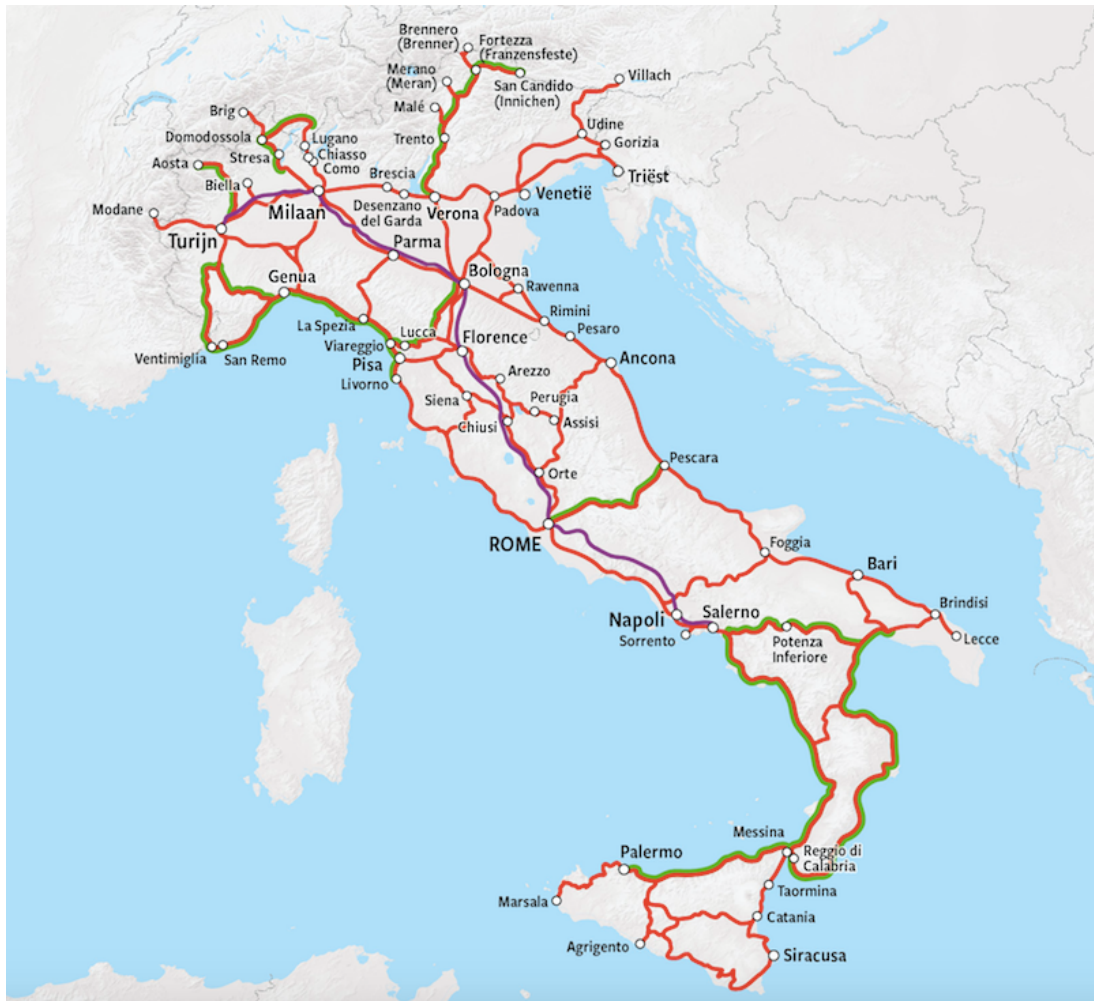 Brennero
(Brenner)
Fortezza
(Franzensfeste)
Merano
(Meran)
San Candido
(Innichen)
Villach
Malé
Brig
Udine
Domodossola
Lugano
Trento
Gorizia
Chiasso
Stresa
Como
Aosta
Brescia
Triëst
Biella
Venetië
Desenzano
del Garda
Verona
Padova
Modane
Milaan
Turijn
Parma
Bologna
Genua
Ravenna
Rimini
La Spezia
Lucca
Pesaro
Viareggio
Florence
Ventimiglia
San Remo
Pisa
Ancona
Livorno
Arezzo
Siena
Perugia
Chiusi
Assisi
Pescara
Orte
ROME
Foggia
Bari
Napoli
Salerno
Brindisi
Sorrento
Potenza
Inferiore
Lecce
Messina
Palermo
Reggio di
Calabria
Taormina
Marsala
Catania
Agrigento
Siracusa